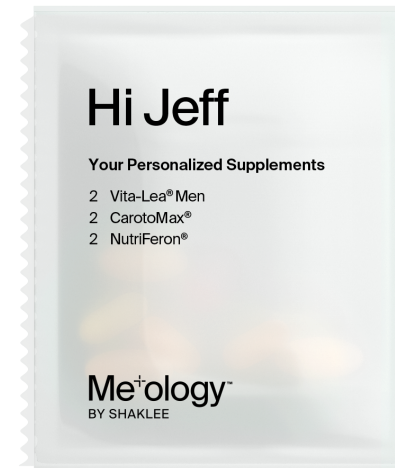 Hi Jeff
Your Personalized Supplements
2 Vita-Lea® Men
2 CarotoMax®
2 NutriFeron®
Me+ology™
BY SHAKLEE